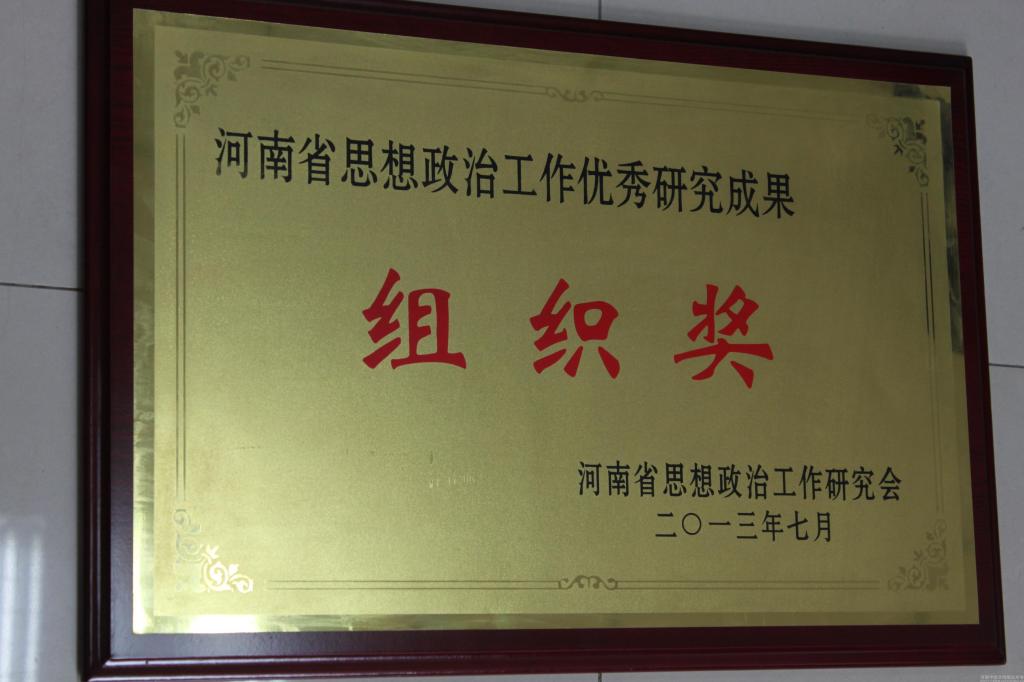 河南省思想政治工作优秀研究成果
组织奖
河南省思想政治工作研究会
二〇一三年七月